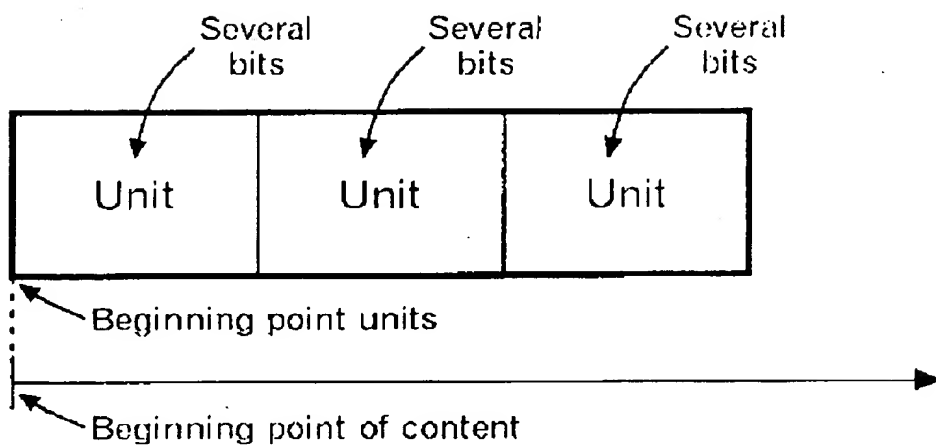 Several
bits
Several
bits
Several
bits
Unit
Unit
Unit
Beginning point units
Beginning point of content